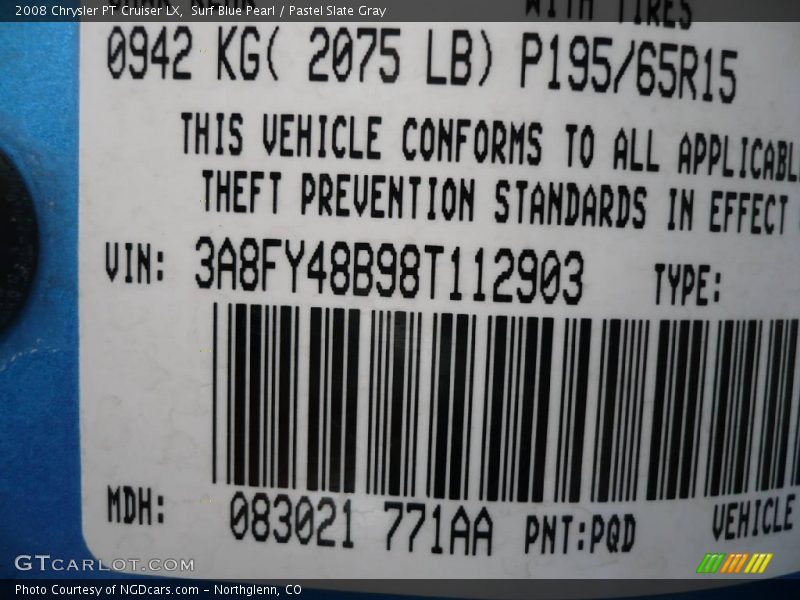 2008 Chrysler PT Cruiser LX, Surf Blue Pearl / Pastel Slate Gray
WITH TIRES
0942 KG( 2075 LB) P195/65R15
THIS VEHICLE CONFORMS TO ALL APPLICABL
THEFT PREVENTION STANDARDS IN EFFECT
VIN: 3A8FY48B98T112903 TYPE:
MDH: 083021 771AA PNT:PQD VEHICLE
GTCARLOT.COM
Photo Courtesy of NGDcars.com - Northglenn, CO